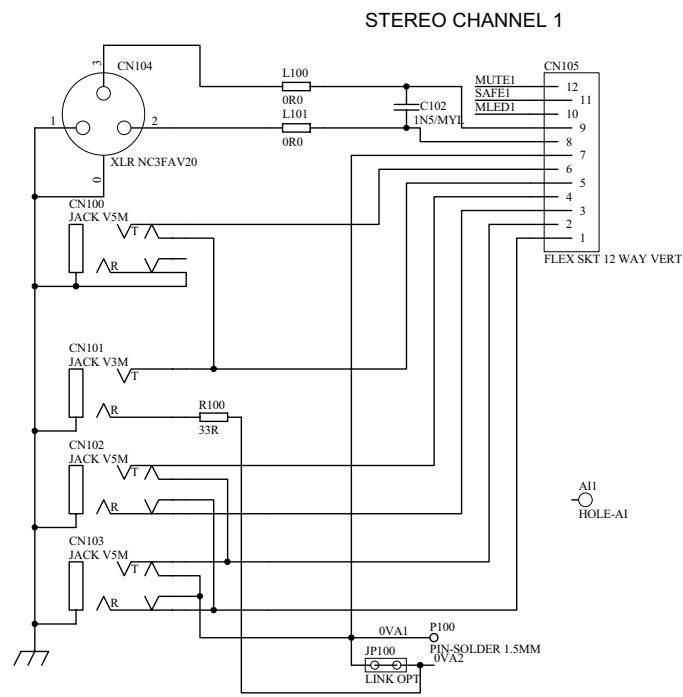 STEREO CHANNEL 1
CN104
3
1
2
0
XLR NC3FAV20
L100
0R0
L101
0R0
C102
1N5/MYL
CN105
MUTE1
SAFE1
MLED1
12
11
10
9
8
7
6
5
4
3
2
1
FLEX SKT 12 WAY VERT
CN100
JACK V5M
T
R
CN101
JACK V3M
T
R
R100
33R
CN102
JACK V5M
T
R
AI1
HOLE-AI
CN103
JACK V5M
T
R
0VA1
P100
PIN-SOLDER 1.5MM
JP100
0VA2
LINK OPT